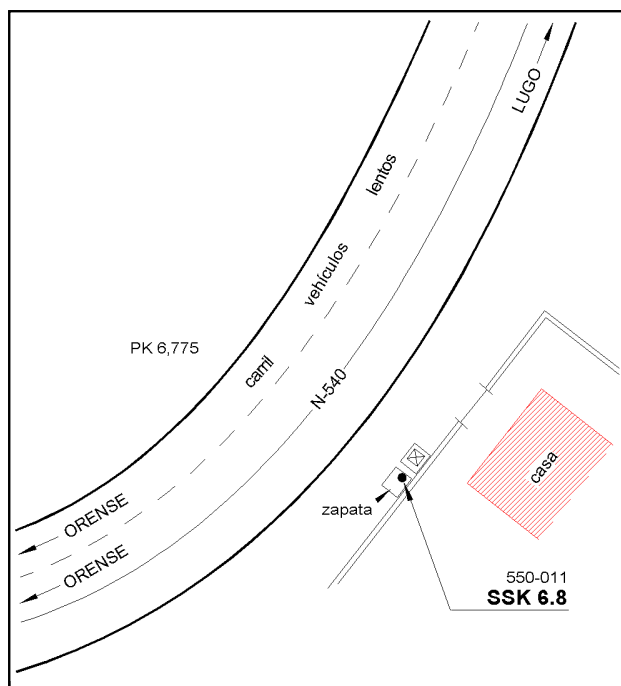 LUGO
lentos
vehículos
carril
PK 6,775
N-540
casa
zapata
ORENSE
ORENSE
550-011
SSK 6.8